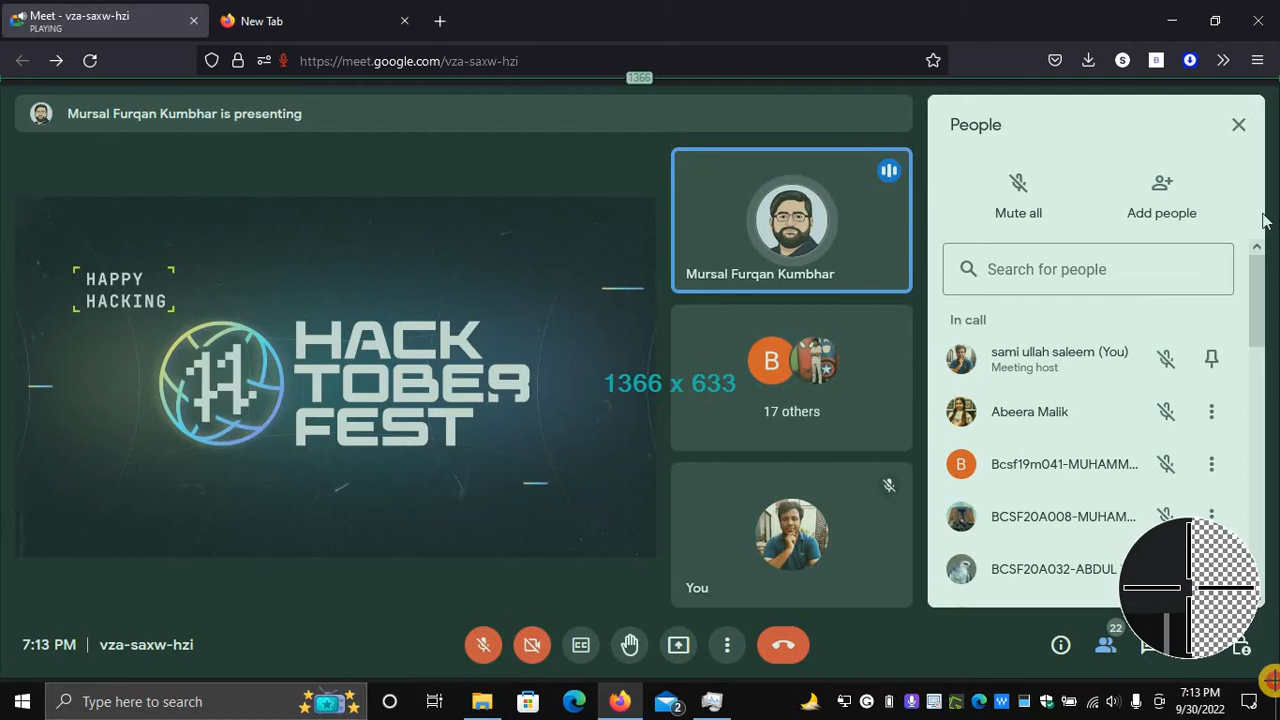 Meet - vza-saxw-hzi
PLAYING
New Tab
https://meet.google.com/vza-saxw-hzi
S
B
1366
Mursal Furqan Kumbhar is presenting
HAPPY
HACKING
HACK
TOBER
FEST
1366 x 633
Mursal Furqan Kumbhar
B
17 others
You
People
Mute all
Add people
Search for people
In call
sami ullah saleem (You)
Meeting host
Abeera Malik
B
Bcsf19m041-MUHAMM...
BCSF20A008-MUHAM...
BCSF20A032-ABDUL
7:13 PM
vza-saxw-hzi
CC
22
Type here to search
2
7:13 PM
9/30/2022